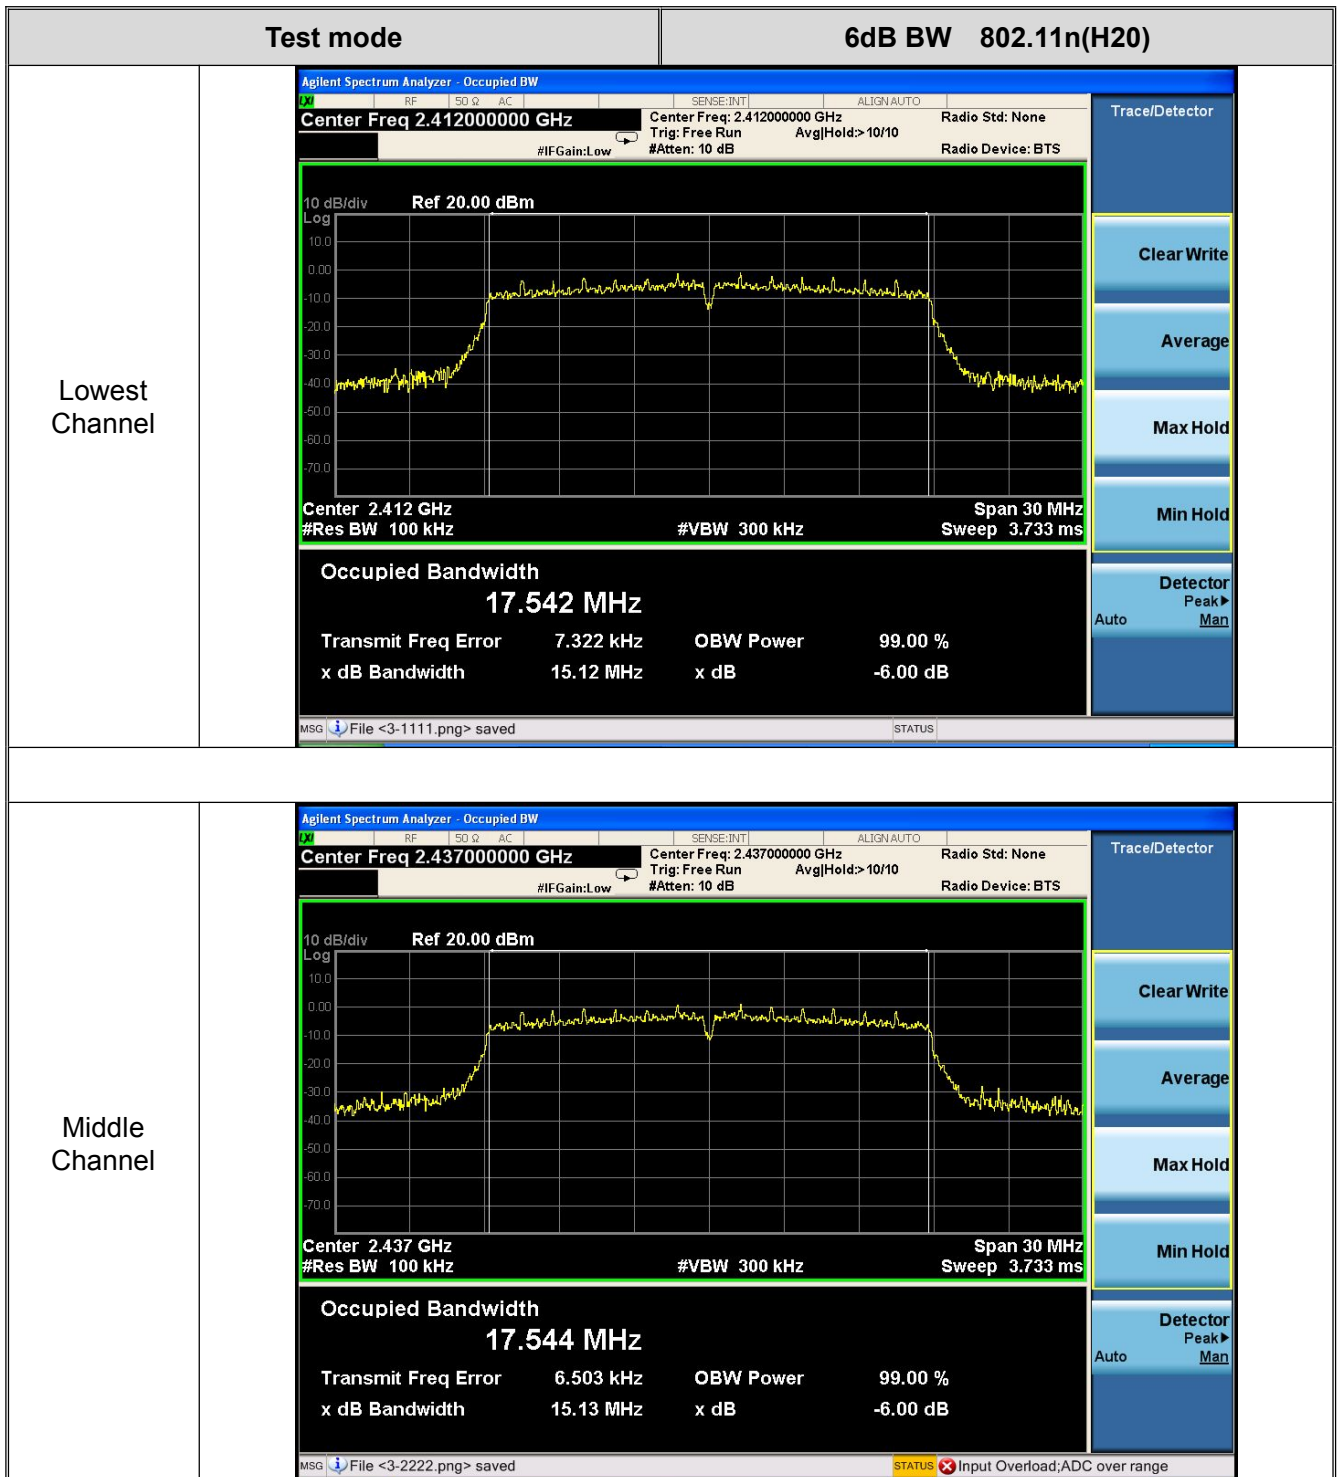 Test mode
6dB BW 802.11n(H20)
Lowest
Channel
Agilent Spectrum Analyzer - Occupied BW
LXI RF 50 Ω AC SENSE:INT ALIGN AUTO
Center Freq 2.412000000 GHz
Center Freq: 2.412000000 GHz
Radio Std: None
Trig: Free Run Avg|Hold:> 10/10
#IFGain:Low #Atten: 10 dB Radio Device: BTS
Trace/Detector
10 dB/div Ref 20.00 dBm
Log
10.0
0.00
-10.0
-20.0
-30.0
-40.0
-50.0
-60.0
-70.0
Center 2.412 GHz Span 30 MHz
#Res BW 100 kHz #VBW 300 kHz Sweep 3.733 ms
Clear Write
Average
Max Hold
Min Hold
Detector
Peak▶
Auto Man
Occupied Bandwidth
17.542 MHz
Transmit Freq Error 7.322 kHz OBW Power 99.00 %
x dB Bandwidth 15.12 MHz x dB -6.00 dB
MSG File <3-1111.png> saved STATUS
Middle
Channel
Agilent Spectrum Analyzer - Occupied BW
LXI RF 50 Ω AC SENSE:INT ALIGN AUTO
Center Freq 2.437000000 GHz
Center Freq: 2.437000000 GHz
Radio Std: None
Trig: Free Run Avg|Hold:> 10/10
#IFGain:Low #Atten: 10 dB Radio Device: BTS
Trace/Detector
10 dB/div Ref 20.00 dBm
Log
10.0
0.00
-10.0
-20.0
-30.0
-40.0
-50.0
-60.0
-70.0
Center 2.437 GHz Span 30 MHz
#Res BW 100 kHz #VBW 300 kHz Sweep 3.733 ms
Clear Write
Average
Max Hold
Min Hold
Detector
Peak▶
Auto Man
Occupied Bandwidth
17.544 MHz
Transmit Freq Error 6.503 kHz OBW Power 99.00 %
x dB Bandwidth 15.13 MHz x dB -6.00 dB
MSG File <3-2222.png> saved STATUS Input Overload;ADC over range